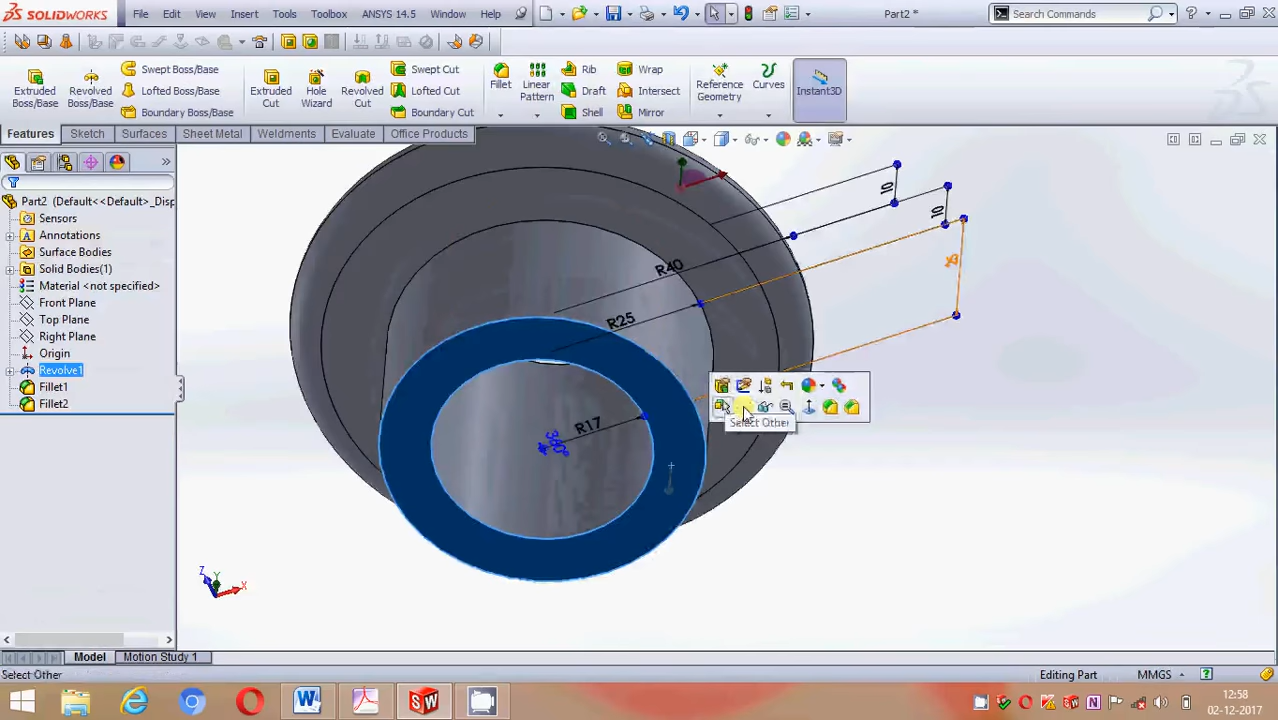 SOLIDWORKS
File Edit View Insert Tools Toolbox ANSYS 14.5 Window Help
Part2 *
Search Commands
Extruded Boss/Base
Revolved Boss/Base
Swept Boss/Base
Lofted Boss/Base
Boundary Boss/Base
Extruded Cut
Hole Wizard
Revolved Cut
Swept Cut
Lofted Cut
Boundary Cut
Fillet
Linear Pattern
Rib
Draft
Shell
Wrap
Intersect
Mirror
Reference Geometry
Curves
Instant3D
Features Sketch Surfaces Sheet Metal Weldments Evaluate Office Products
Part2 (Default<<Default>_Disp
Sensors
Annotations
Surface Bodies
Solid Bodies(1)
Material <not specified>
Front Plane
Top Plane
Right Plane
Origin
Revolve1
Fillet1
Fillet2
10
10
R40
R25
R17
360°
Select Other
Z Y X
Model Motion Study 1
Select Other
Editing Part
MMGS
12:58
02-12-2017